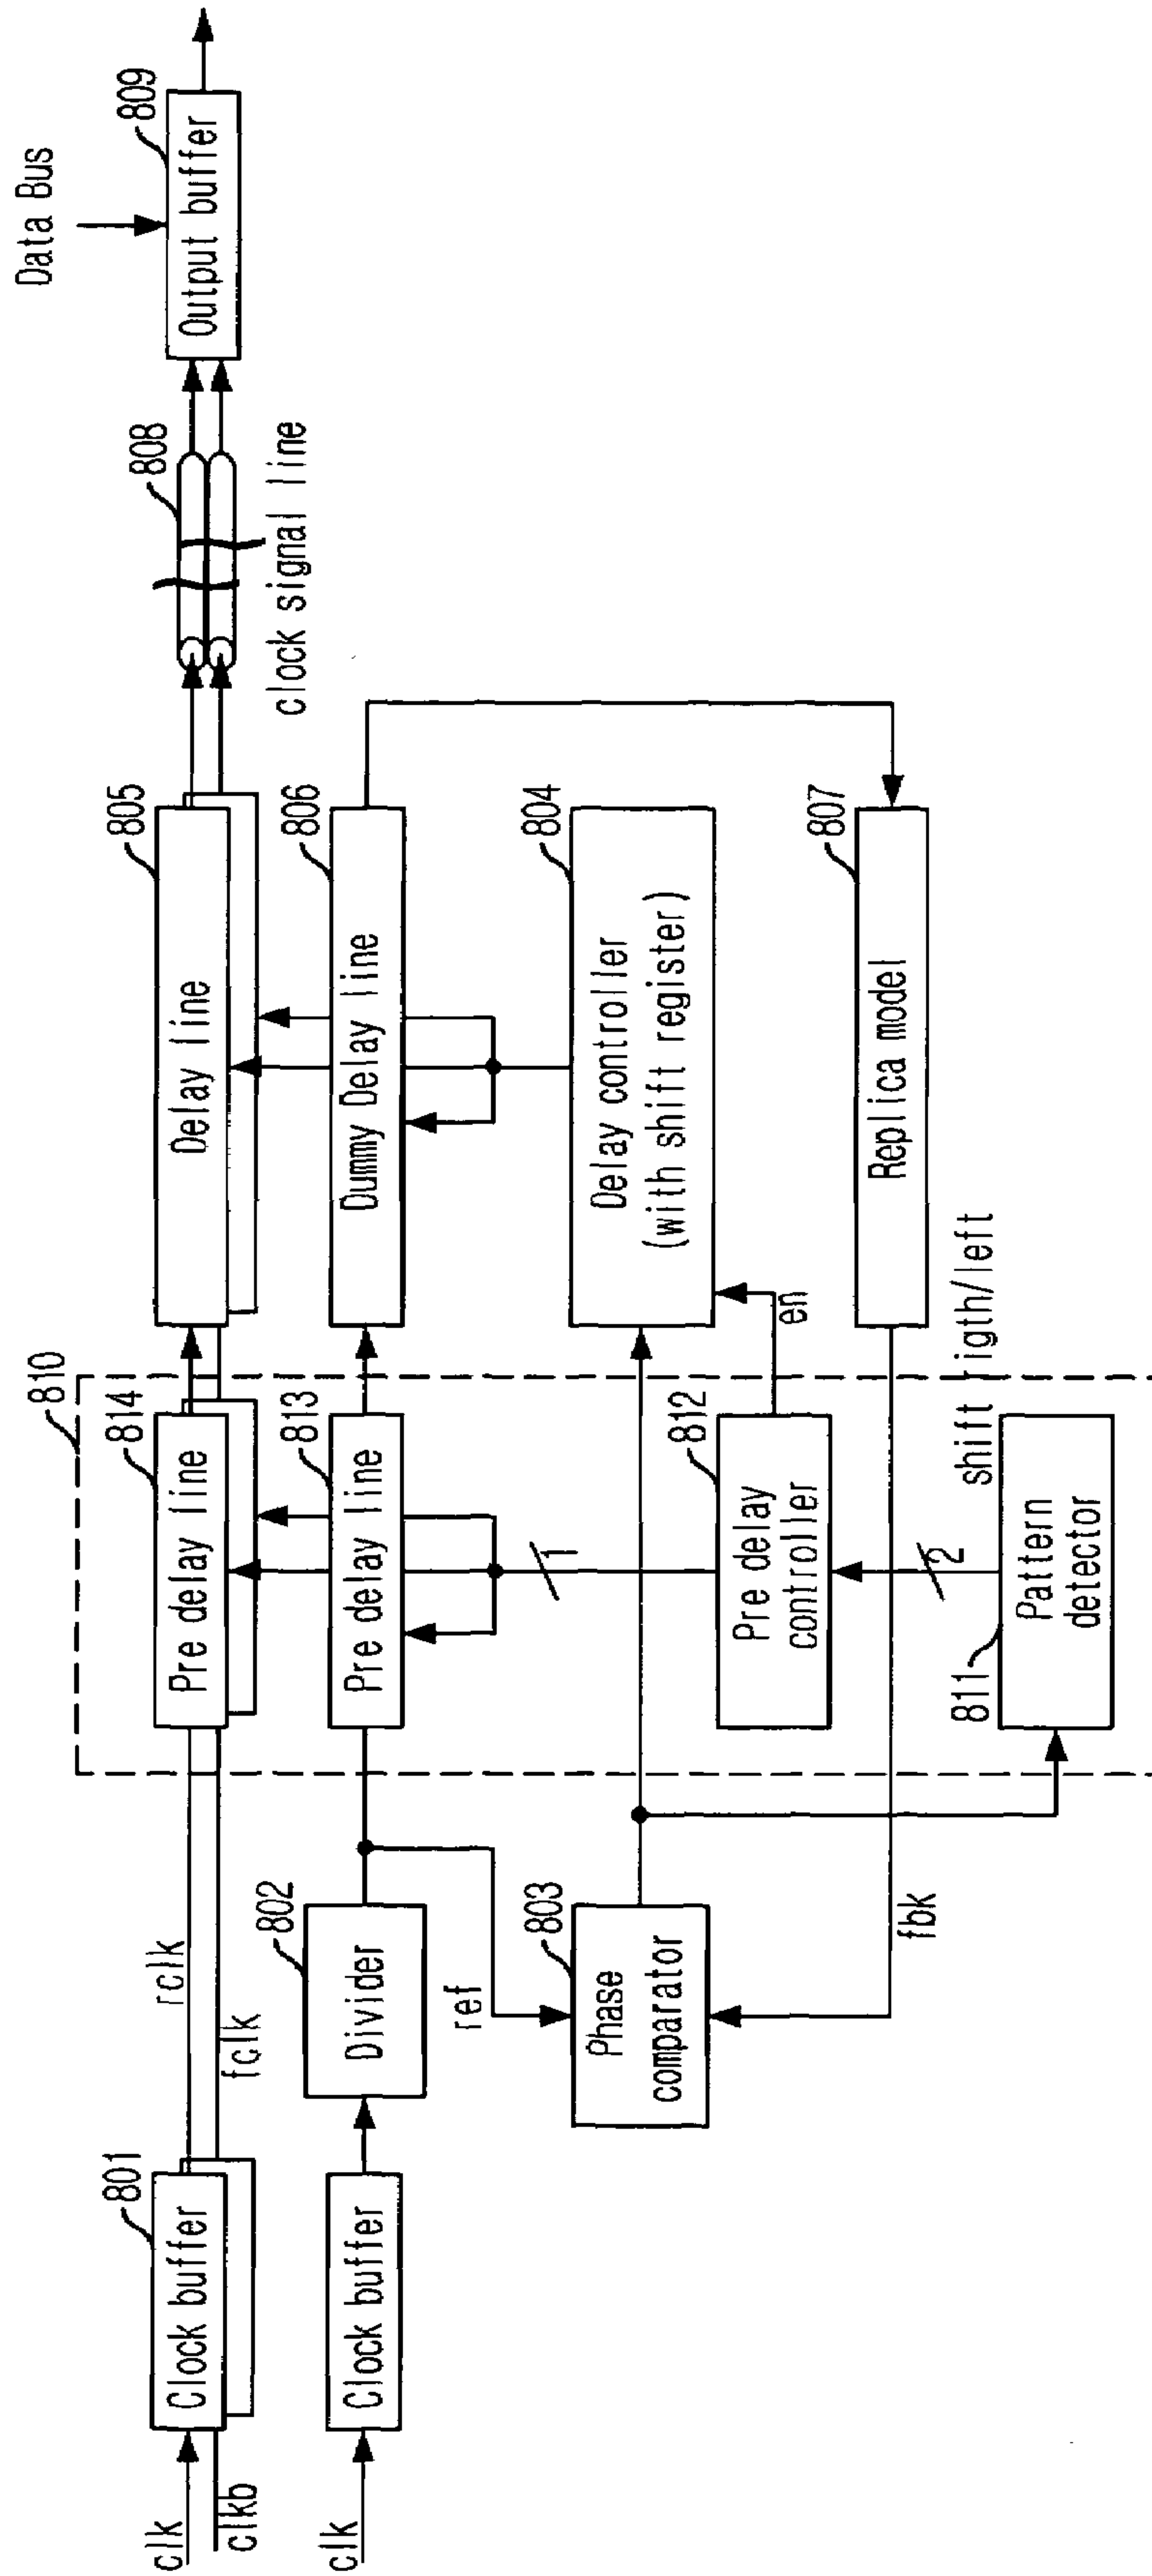 clk
clkb
Clock buffer
801
rclk
fclk
810
Pre delay line
814
Delay line
805
808
clock signal line
Data Bus
Output buffer
809
clk
Clock buffer
Divider
802
ref
Pre delay line
813
Dummy Delay line
806
1
Phase
comparator
803
Delay controller
(with shift register)
804
Pre delay
controller
812
en
fbk
Replica model
807
2
shift rigth/left
Pattern
detector
811